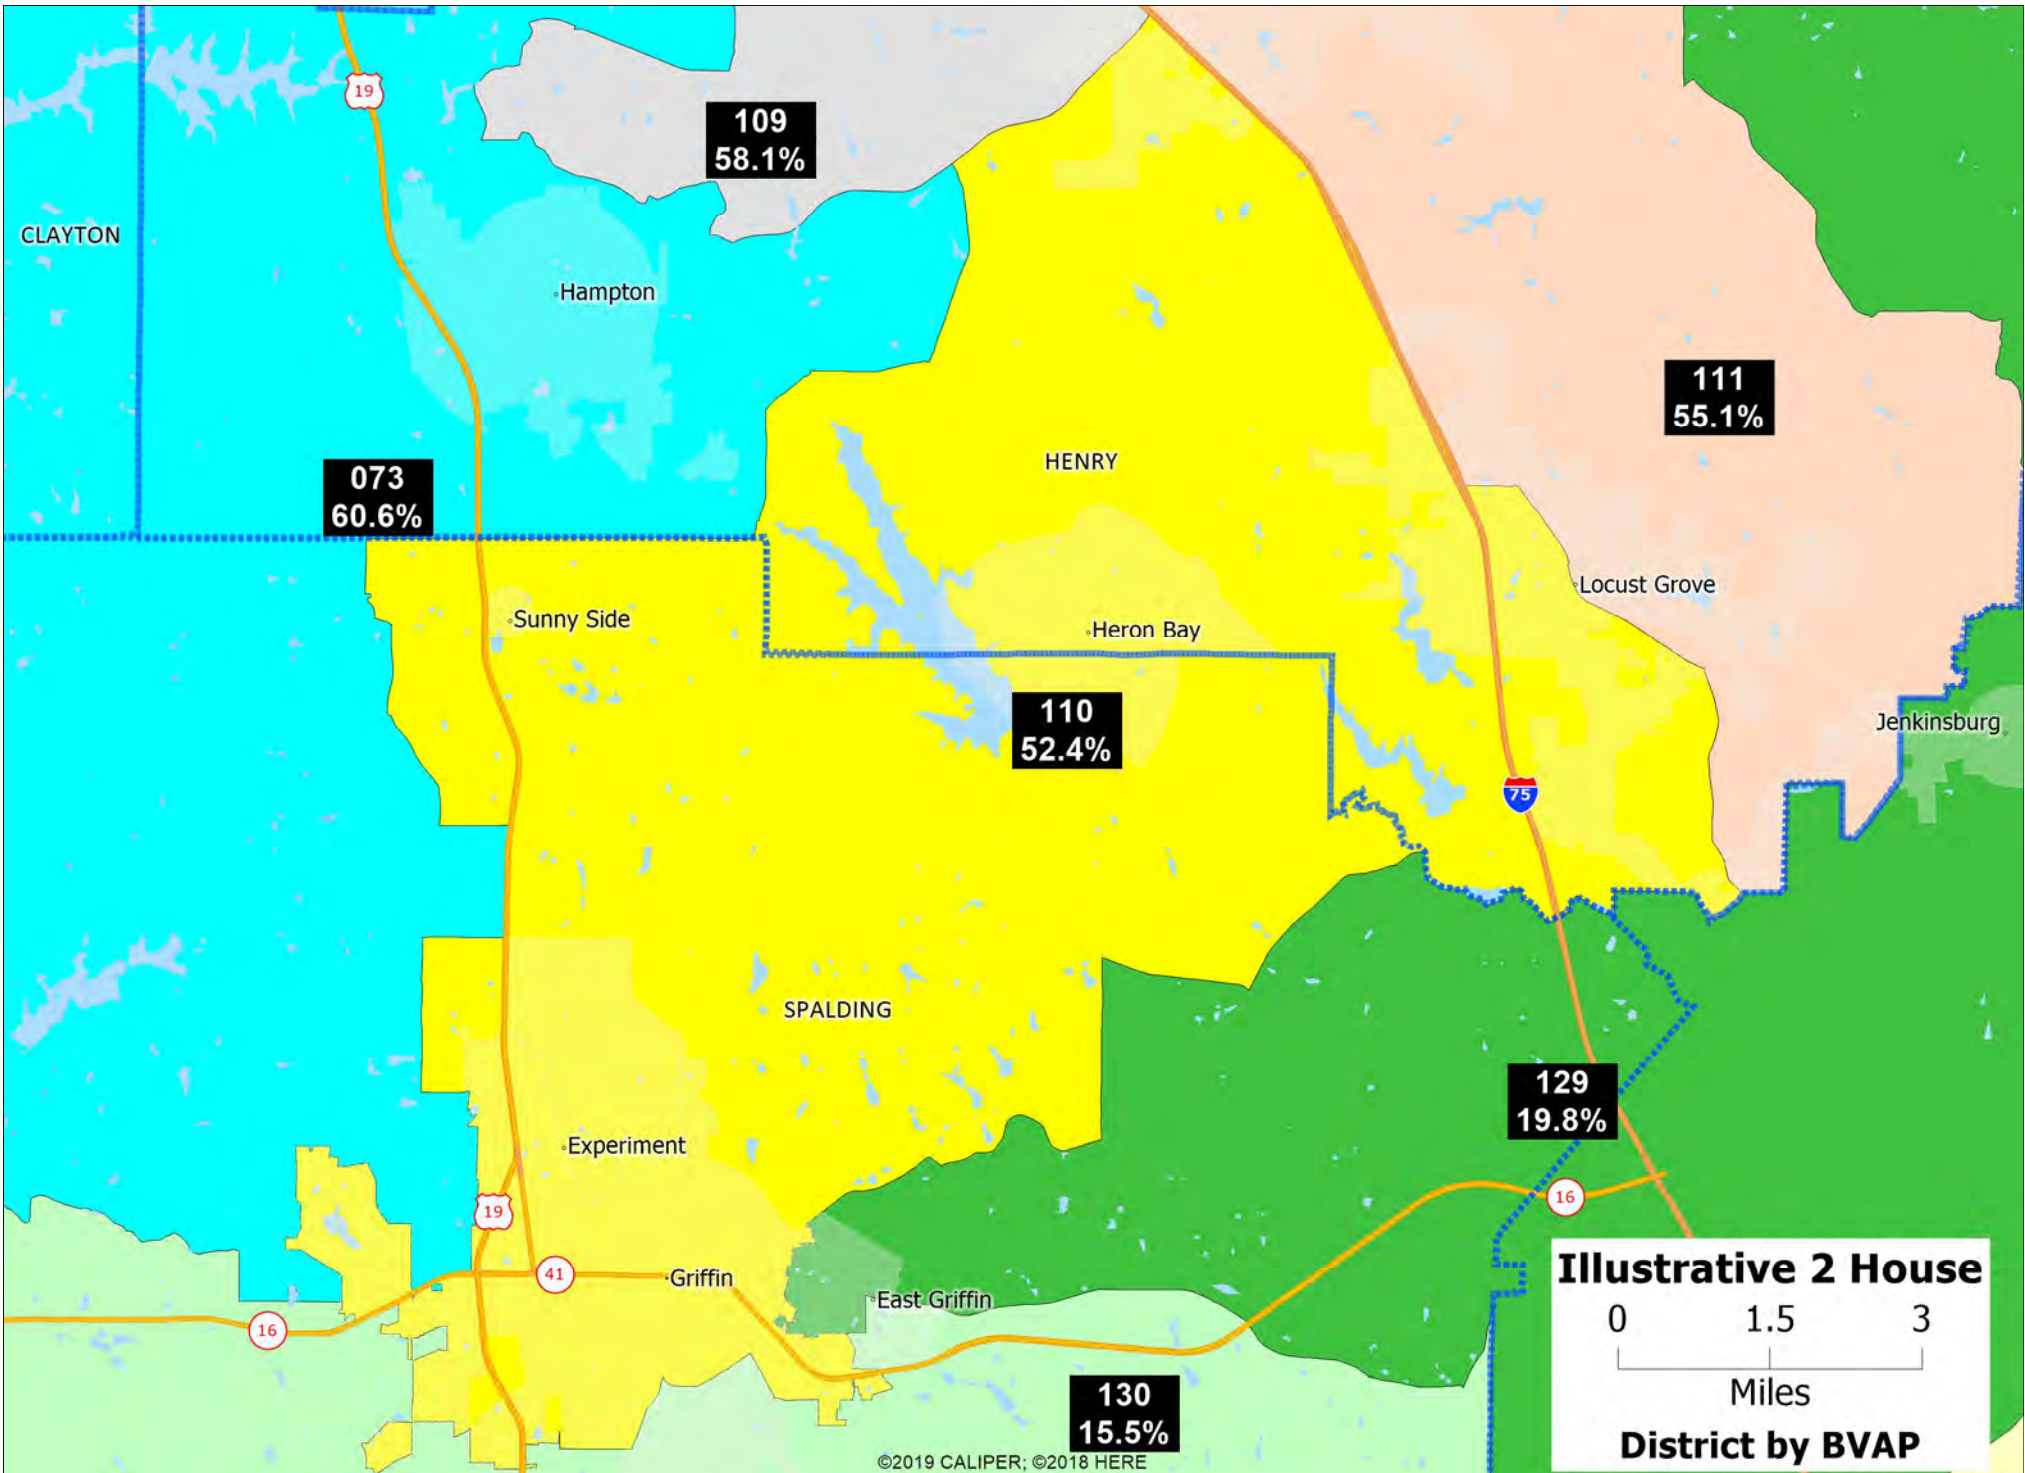 19
109
58.1%
CLAYTON
Hampton
111
55.1%
HENRY
073
60.6%
Locust Grove
Sunny Side
Heron Bay
110
52.4%
Jenkinsburg
75
SPALDING
129
19.8%
Experiment
16
19
41
Griffin
East Griffin
16
130
15.5%
©2019 CALIPER; ©2018 HERE
Illustrative 2 House
0 1.5 3
Miles
District by BVAP